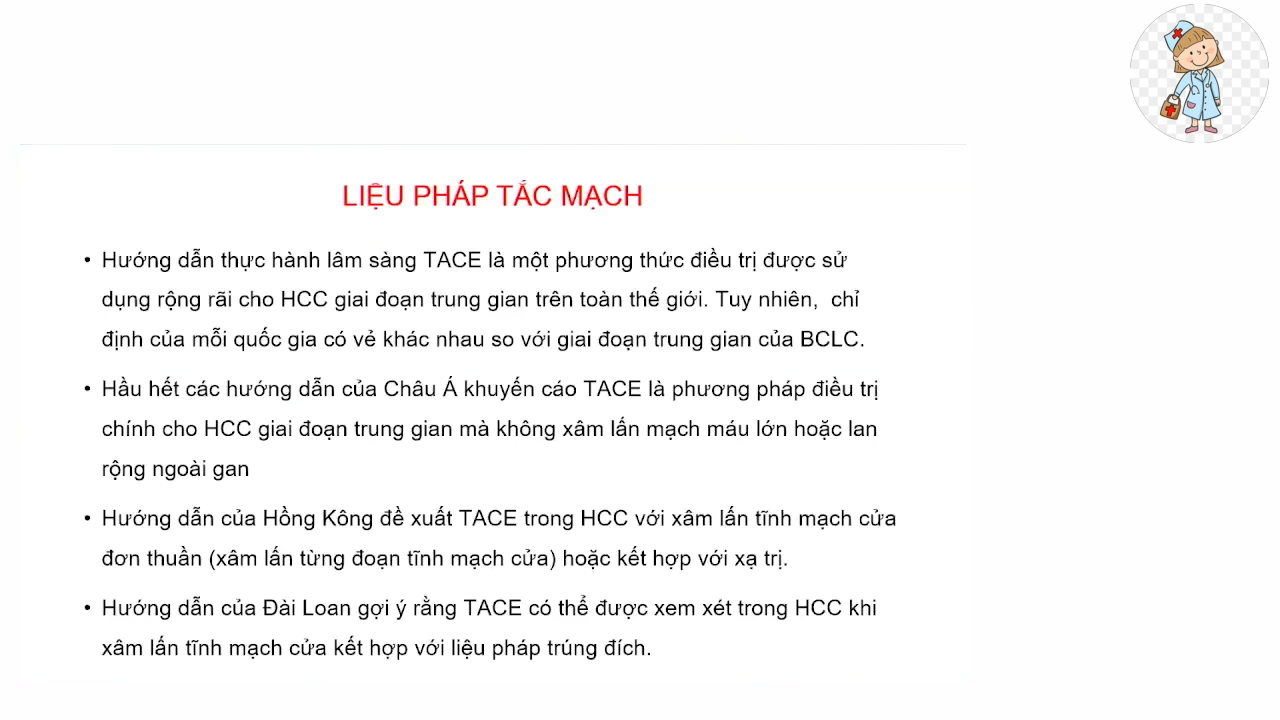 LIỆU PHÁP TẮC MẠCH
• Hướng dẫn thực hành lâm sàng TACE là một phương thức điều trị được sử
dụng rộng rãi cho HCC giai đoạn trung gian trên toàn thế giới. Tuy nhiên,  chỉ
định của mỗi quốc gia có vẻ khác nhau so với giai đoạn trung gian của BCLC.
• Hầu hết các hướng dẫn của Châu Á khuyến cáo TACE là phương pháp điều trị
chính cho HCC giai đoạn trung gian mà không xâm lấn mạch máu lớn hoặc lan
rộng ngoài gan
• Hướng dẫn của Hồng Kông đề xuất TACE trong HCC với xâm lấn tĩnh mạch cửa
đơn thuần (xâm lấn từng đoạn tĩnh mạch cửa) hoặc kết hợp với xạ trị.
• Hướng dẫn của Đài Loan gợi ý rằng TACE có thể được xem xét trong HCC khi
xâm lấn tĩnh mạch cửa kết hợp với liệu pháp trúng đích.